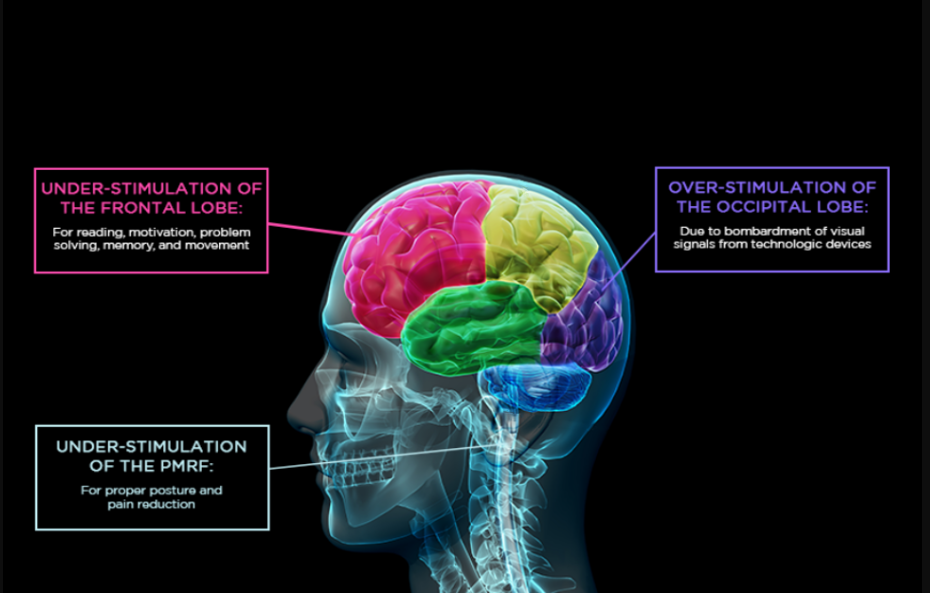 UNDER-STIMULATION OF
THE FRONTAL LOBE:
For reading, motivation, problem
solving, memory, and movement
OVER-STIMULATION OF
THE OCCIPITAL LOBE:
Due to bombardment of visual
signals from technologic devices
UNDER-STIMULATION
OF THE PMRF:
For proper posture and
pain reduction